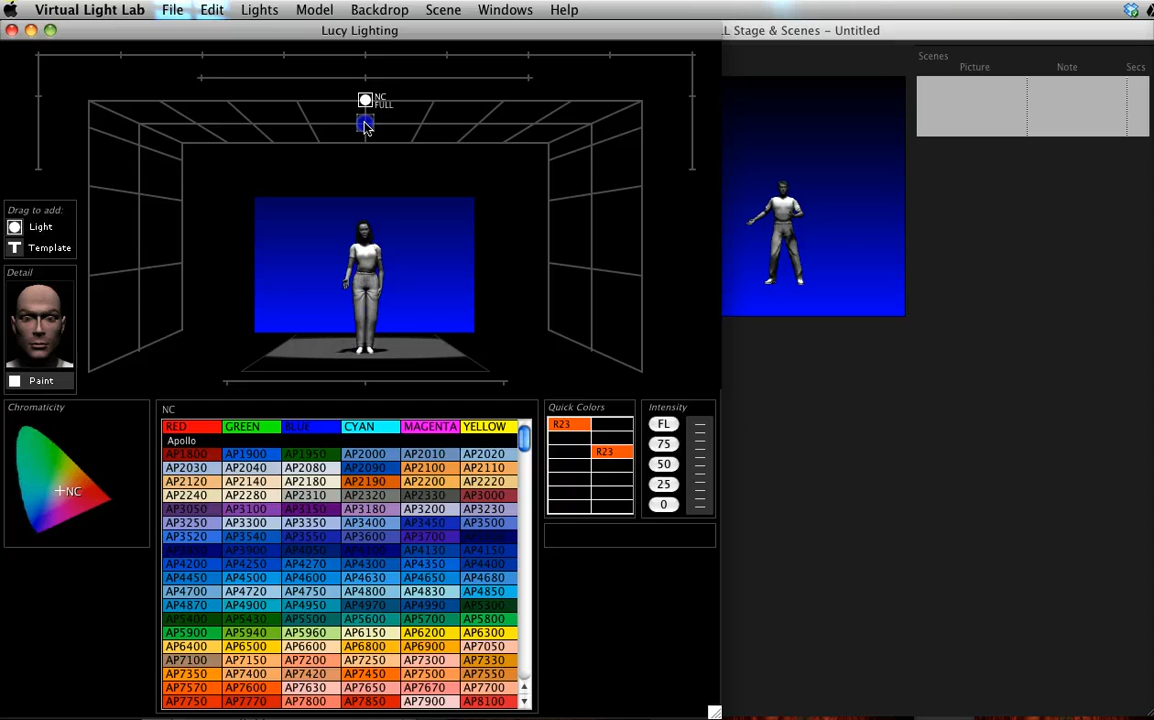 Virtual Light Lab File Edit Lights Model Backdrop Scene Windows Help
Lucy Lighting
L Stage & Scenes - Untitled
Scenes
Picture Note Secs
NC
FULL
Drag to add:
Light
T Template
Detail
Paint
Chromaticity
NC
NC
RED GREEN BLUE CYAN MAGENTA YELLOW
Apollo
AP1800 AP1900 AP1950 AP2000 AP2010 AP2020
AP2030 AP2040 AP2080 AP2090 AP2100 AP2110
AP2120 AP2140 AP2180 AP2190 AP2160 AP2220
AP2240 AP2280 AP2310 AP2320 AP2330 AP3000
AP3050 AP3100 AP3150 AP3180 AP3200 AP3230
AP3250 AP3300 AP3350 AP3400 AP3450 AP3500
AP3520 AP3540 AP3550 AP3600 AP3700
AP3900 AP4050 AP4100 AP4130 AP4150
AP4200 AP4250 AP4270 AP4300 AP4350 AP4400
AP4450 AP4500 AP4600 AP4630 AP4650 AP4680
AP4700 AP4720 AP4750 AP4800 AP4830 AP4850
AP4870 AP4900 AP4950 AP4970 AP4990 AP5300
AP5400 AP5430 AP5500 AP5600 AP5700 AP5800
AP5900 AP5940 AP5960 AP6150 AP6200 AP6300
AP6400 AP6500 AP6600 AP6800 AP6900 AP7050
AP7100 AP7150 AP7200 AP7250 AP7300 AP7330
AP7350 AP7400 AP7420 AP7450 AP7500 AP7550
AP7570 AP7600 AP7630 AP7650 AP7670 AP7700
AP7750 AP7770 AP7800 AP7850 AP7900 AP8100
Quick Colors
R23
R23
Intensity
FL
75
50
25
0